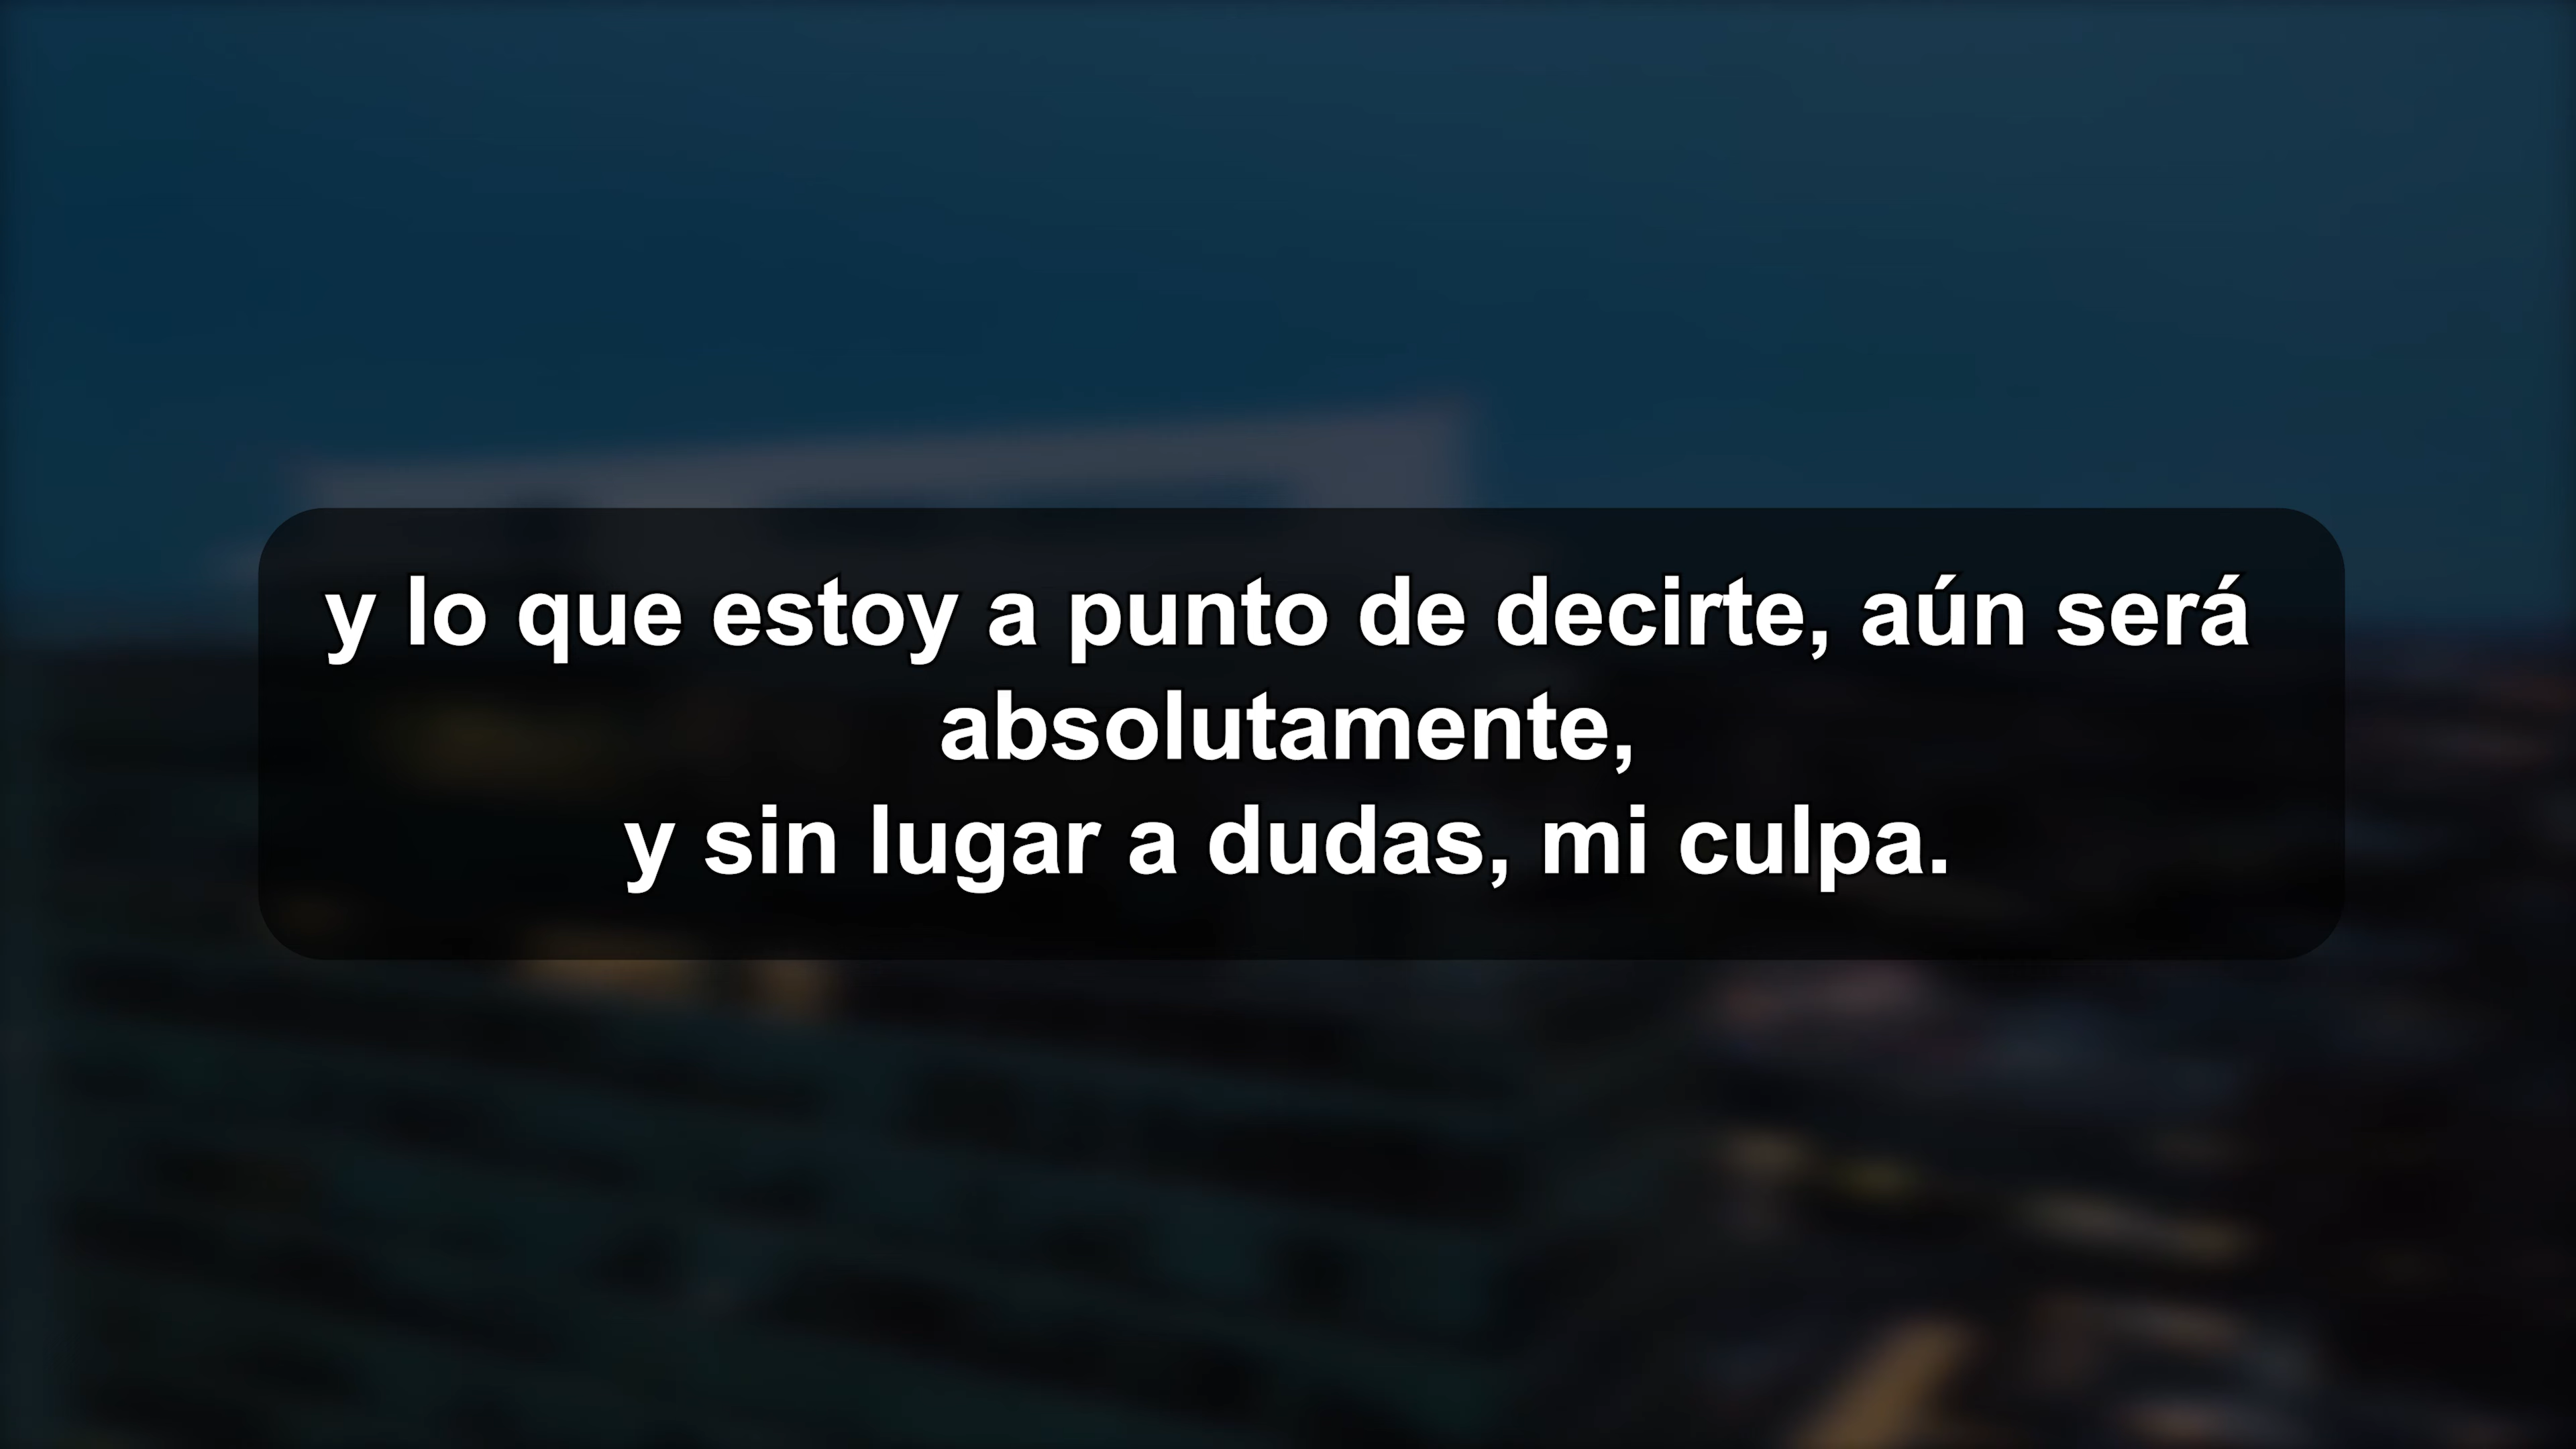 y lo que estoy a punto de decirte, aún será
absolutamente,
y sin lugar a dudas, mi culpa.